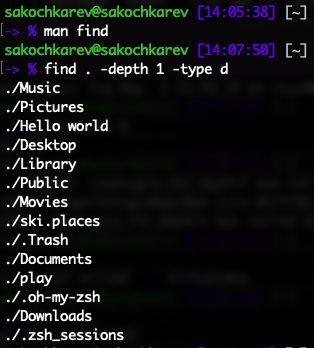 sakochkarev@sakochkarev [14:05:38] [~]
[-> % man find
sakochkarev@sakochkarev [14:07:50] [~]
[-> % find . -depth 1 -type d
./Music
./Pictures
./Hello world
./Desktop
./Library
./Public
./Movies
./ski.places
./.Trash
./Documents
./play
./.oh-my-zsh
./Downloads
./.zsh_sessions